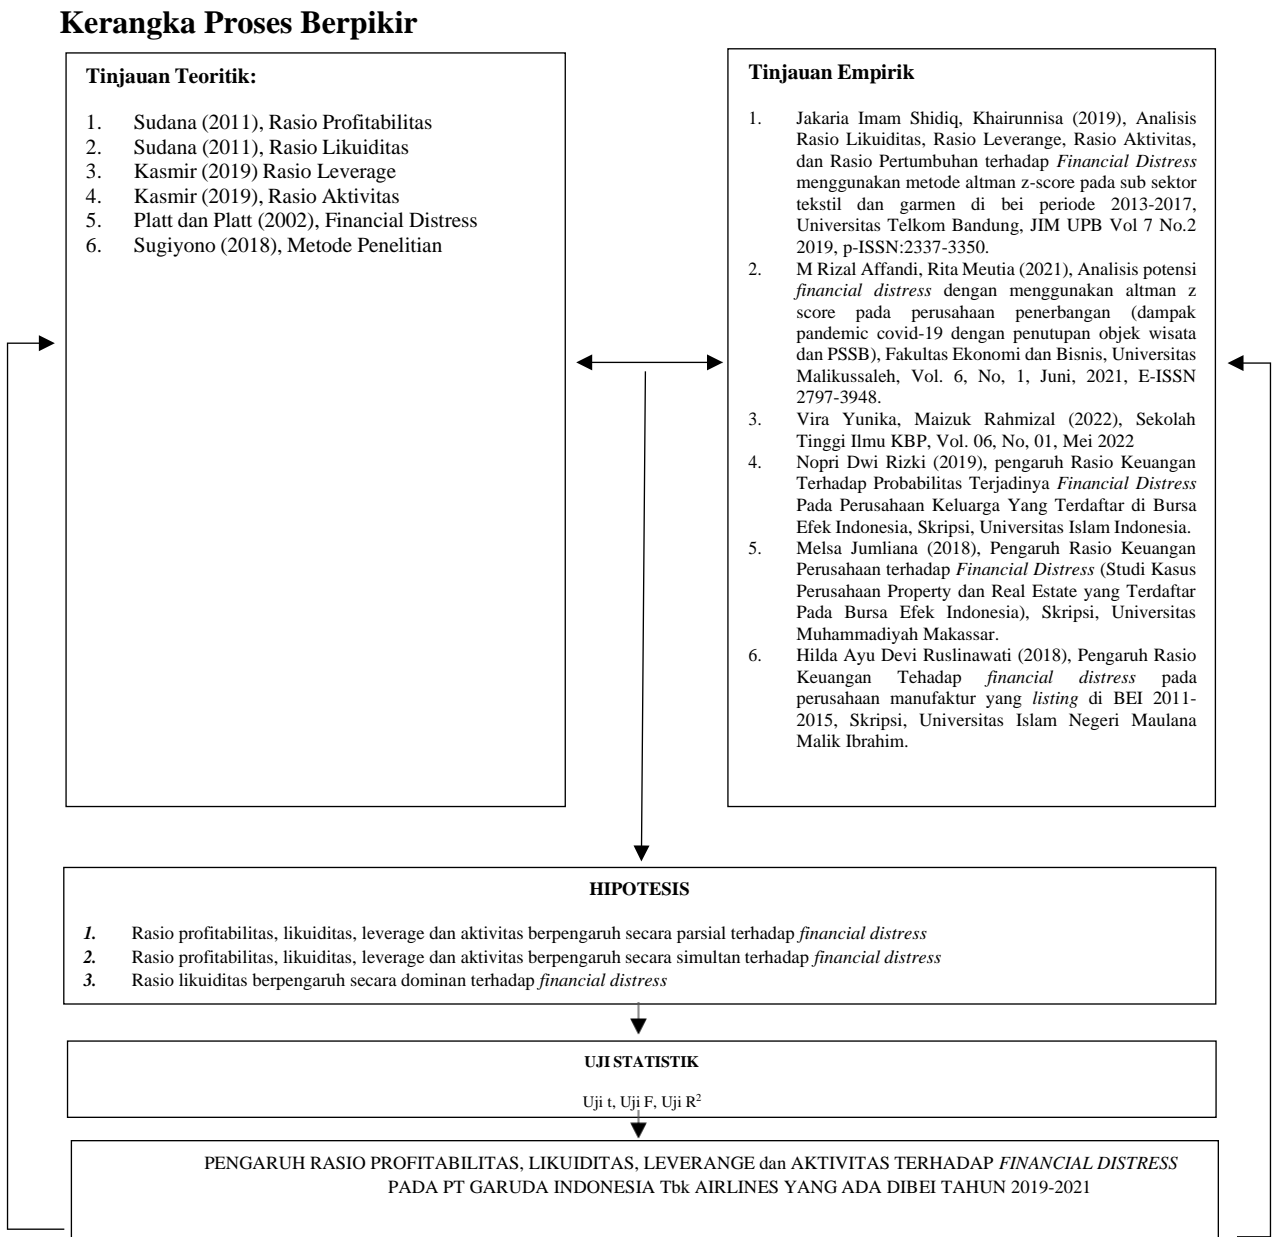 Kerangka Proses Berpikir
Tinjauan Teoritik:
1. Sudana (2011), Rasio Profitabilitas
2. Sudana (2011), Rasio Likuiditas
3. Kasmir (2019) Rasio Leverage
4. Kasmir (2019), Rasio Aktivitas
5. Platt dan Platt (2002), Financial Distress
6. Sugiyono (2018), Metode Penelitian
Tinjauan Empirik
1. Jakaria Imam Shidiq, Khairunnisa (2019), Analisis
Rasio Likuiditas, Rasio Leverange, Rasio Aktivitas,
dan Rasio Pertumbuhan terhadap Financial Distress
menggunakan metode altman z-score pada sub sektor
tekstil dan garmen di bei periode 2013-2017,
Universitas Telkom Bandung, JIM UPB Vol 7 No.2
2019, p-ISSN:2337-3350.
2. M Rizal Affandi, Rita Meutia (2021), Analisis potensi
financial distress dengan menggunakan altman z
score pada perusahaan penerbangan (dampak
pandemic covid-19 dengan penutupan objek wisata
dan PSSB), Fakultas Ekonomi dan Bisnis, Universitas
Malikussaleh, Vol. 6, No, 1, Juni, 2021, E-ISSN
2797-3948.
3. Vira Yunika, Maizuk Rahmizal (2022), Sekolah
Tinggi Ilmu KBP, Vol. 06, No, 01, Mei 2022
4. Nopri Dwi Rizki (2019), pengaruh Rasio Keuangan
Terhadap Probabilitas Terjadinya Financial Distress
Pada Perusahaan Keluarga Yang Terdaftar di Bursa
Efek Indonesia, Skripsi, Universitas Islam Indonesia.
5. Melsa Jumliana (2018), Pengaruh Rasio Keuangan
Perusahaan terhadap Financial Distress (Studi Kasus
Perusahaan Property dan Real Estate yang Terdaftar
Pada Bursa Efek Indonesia), Skripsi, Universitas
Muhammadiyah Makassar.
6. Hilda Ayu Devi Ruslinawati (2018), Pengaruh Rasio
Keuangan Tehadap financial distress pada
perusahaan manufaktur yang listing di BEI 2011-
2015, Skripsi, Universitas Islam Negeri Maulana
Malik Ibrahim.
HIPOTESIS
1. Rasio profitabilitas, likuiditas, leverage dan aktivitas berpengaruh secara parsial terhadap financial distress
2. Rasio profitabilitas, likuiditas, leverage dan aktivitas berpengaruh secara simultan terhadap financial distress
3. Rasio likuiditas berpengaruh secara dominan terhadap financial distress
UJI STATISTIK
Uji t, Uji F, Uji R²
PENGARUH RASIO PROFITABILITAS, LIKUIDITAS, LEVERANGE dan AKTIVITAS TERHADAP FINANCIAL DISTRESS
PADA PT GARUDA INDONESIA Tbk AIRLINES YANG ADA DIBEI TAHUN 2019-2021